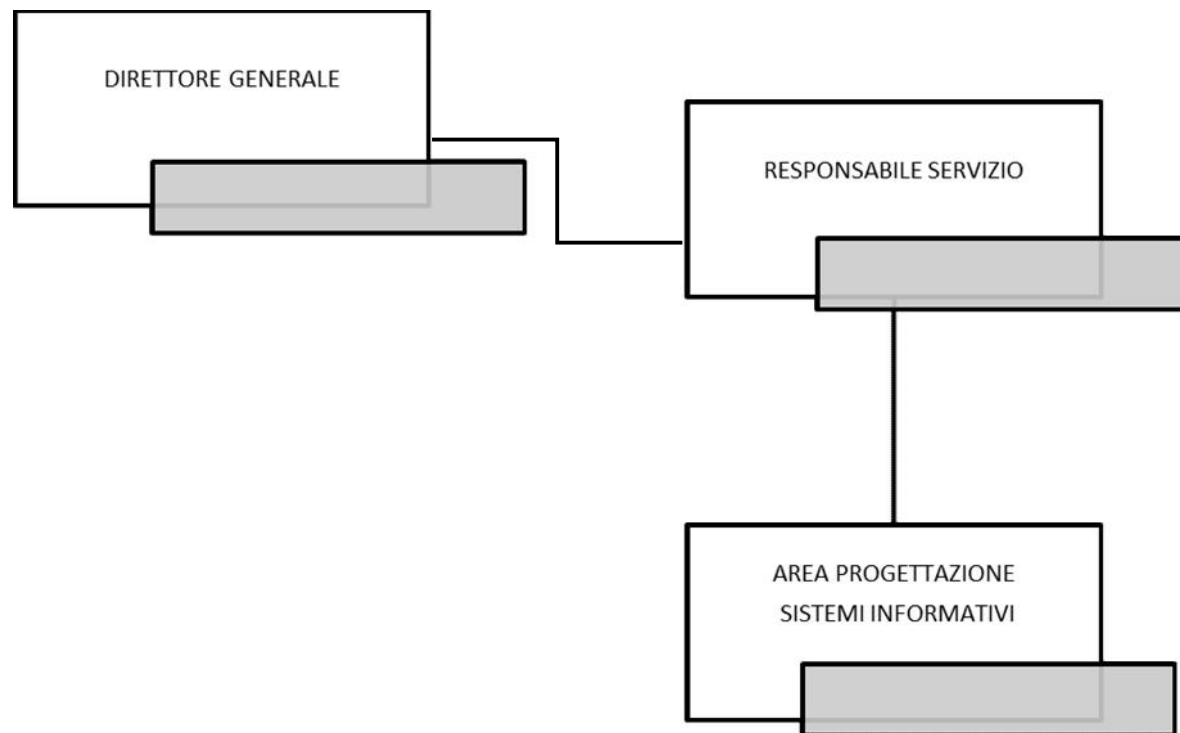 DIRETTORE GENERALE
RESPONSABILE SERVIZIO
AREA PROGETTAZIONE
SISTEMI INFORMATIVI